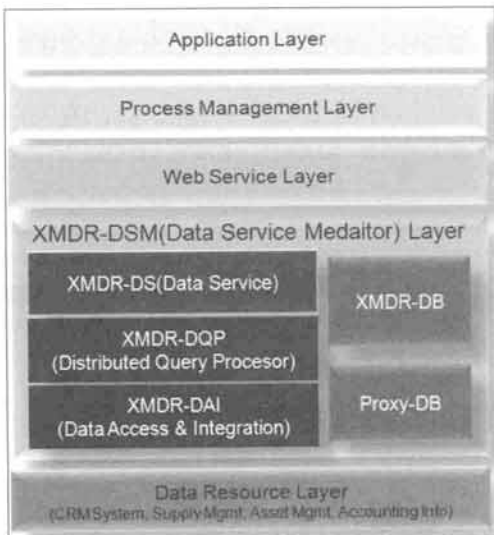 Application Layer
Process Management Layer
Web Service Layer
XMDR-DSM(Data Service Medaitor) Layer
XMDR-DS(Data Service)
XMDR-DQP
(Distributed Query Procesor)
XMDR-DAI
(Data Access & Integration)
XMDR-DB
Proxy-DB
Data Resource Layer
(CRM System, Supply Mgmt, Asset Mgmt, Accounting Info)